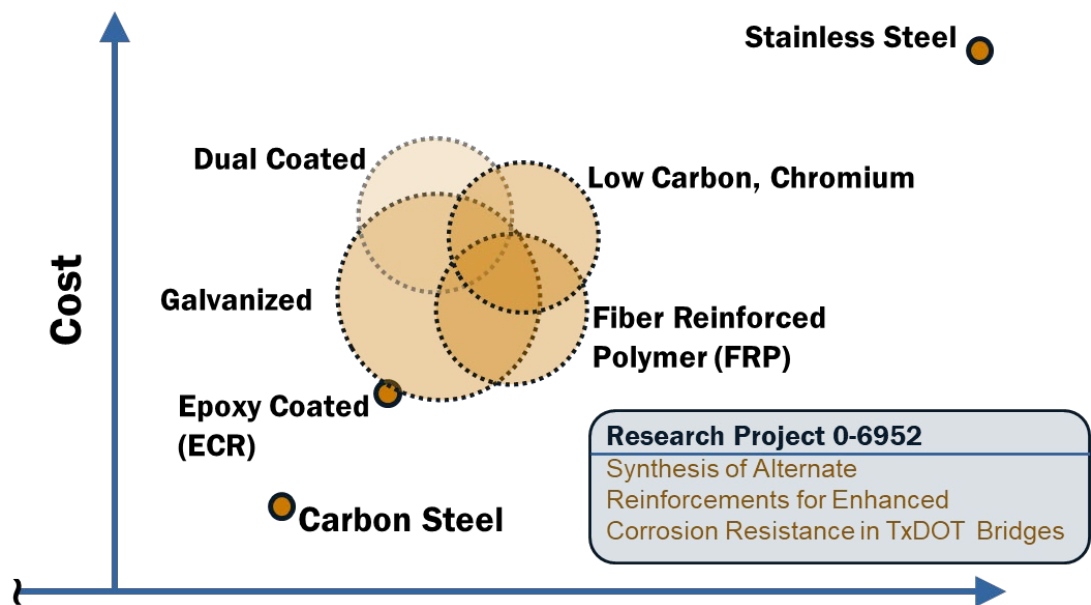 Stainless Steel
Dual Coated
Low Carbon, Chromium
Cost
Galvanized
Fiber Reinforced
Polymer (FRP)
Epoxy Coated
(ECR)
Carbon Steel
Research Project 0-6952
Synthesis of Alternate
Reinforcements for Enhanced
Corrosion Resistance in TxDOT Bridges